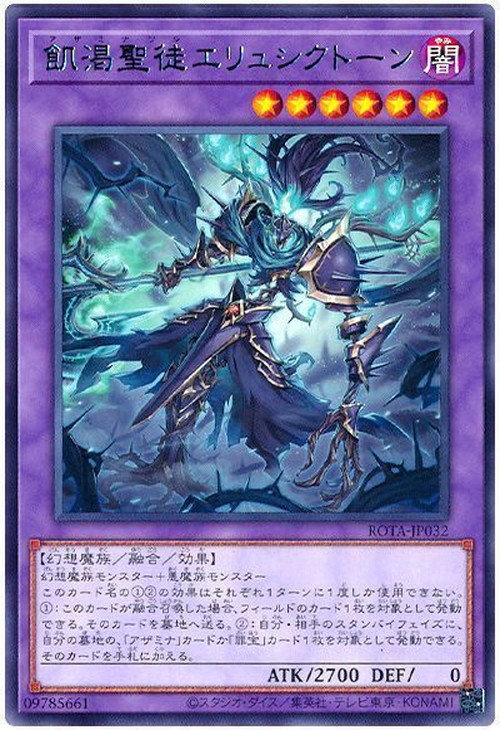 アザミナツル
飢渇聖徒エリュシクトーン
やみ
闇
ROTA-JP032
【幻想魔族／融合／効果】
幻想魔族モンスター＋悪魔族モンスター
このカード名の①②の効果はそれぞれ１ターンに１度しか使用できない。
①：このカードが融合召喚した場合、フィールドのカード１枚を対象として発動
できる。そのカードを墓地へ送る。②：自分・相手のスタンバイフェイズに、
自分の墓地の、「アザミナ」カードか「罪宝」カード１枚を対象として発動できる。
そのカードを手札に加える。
ATK/2700 DEF/ 0
09785661 ©スタジオ・ダイス／集英社・テレビ東京・KONAMI